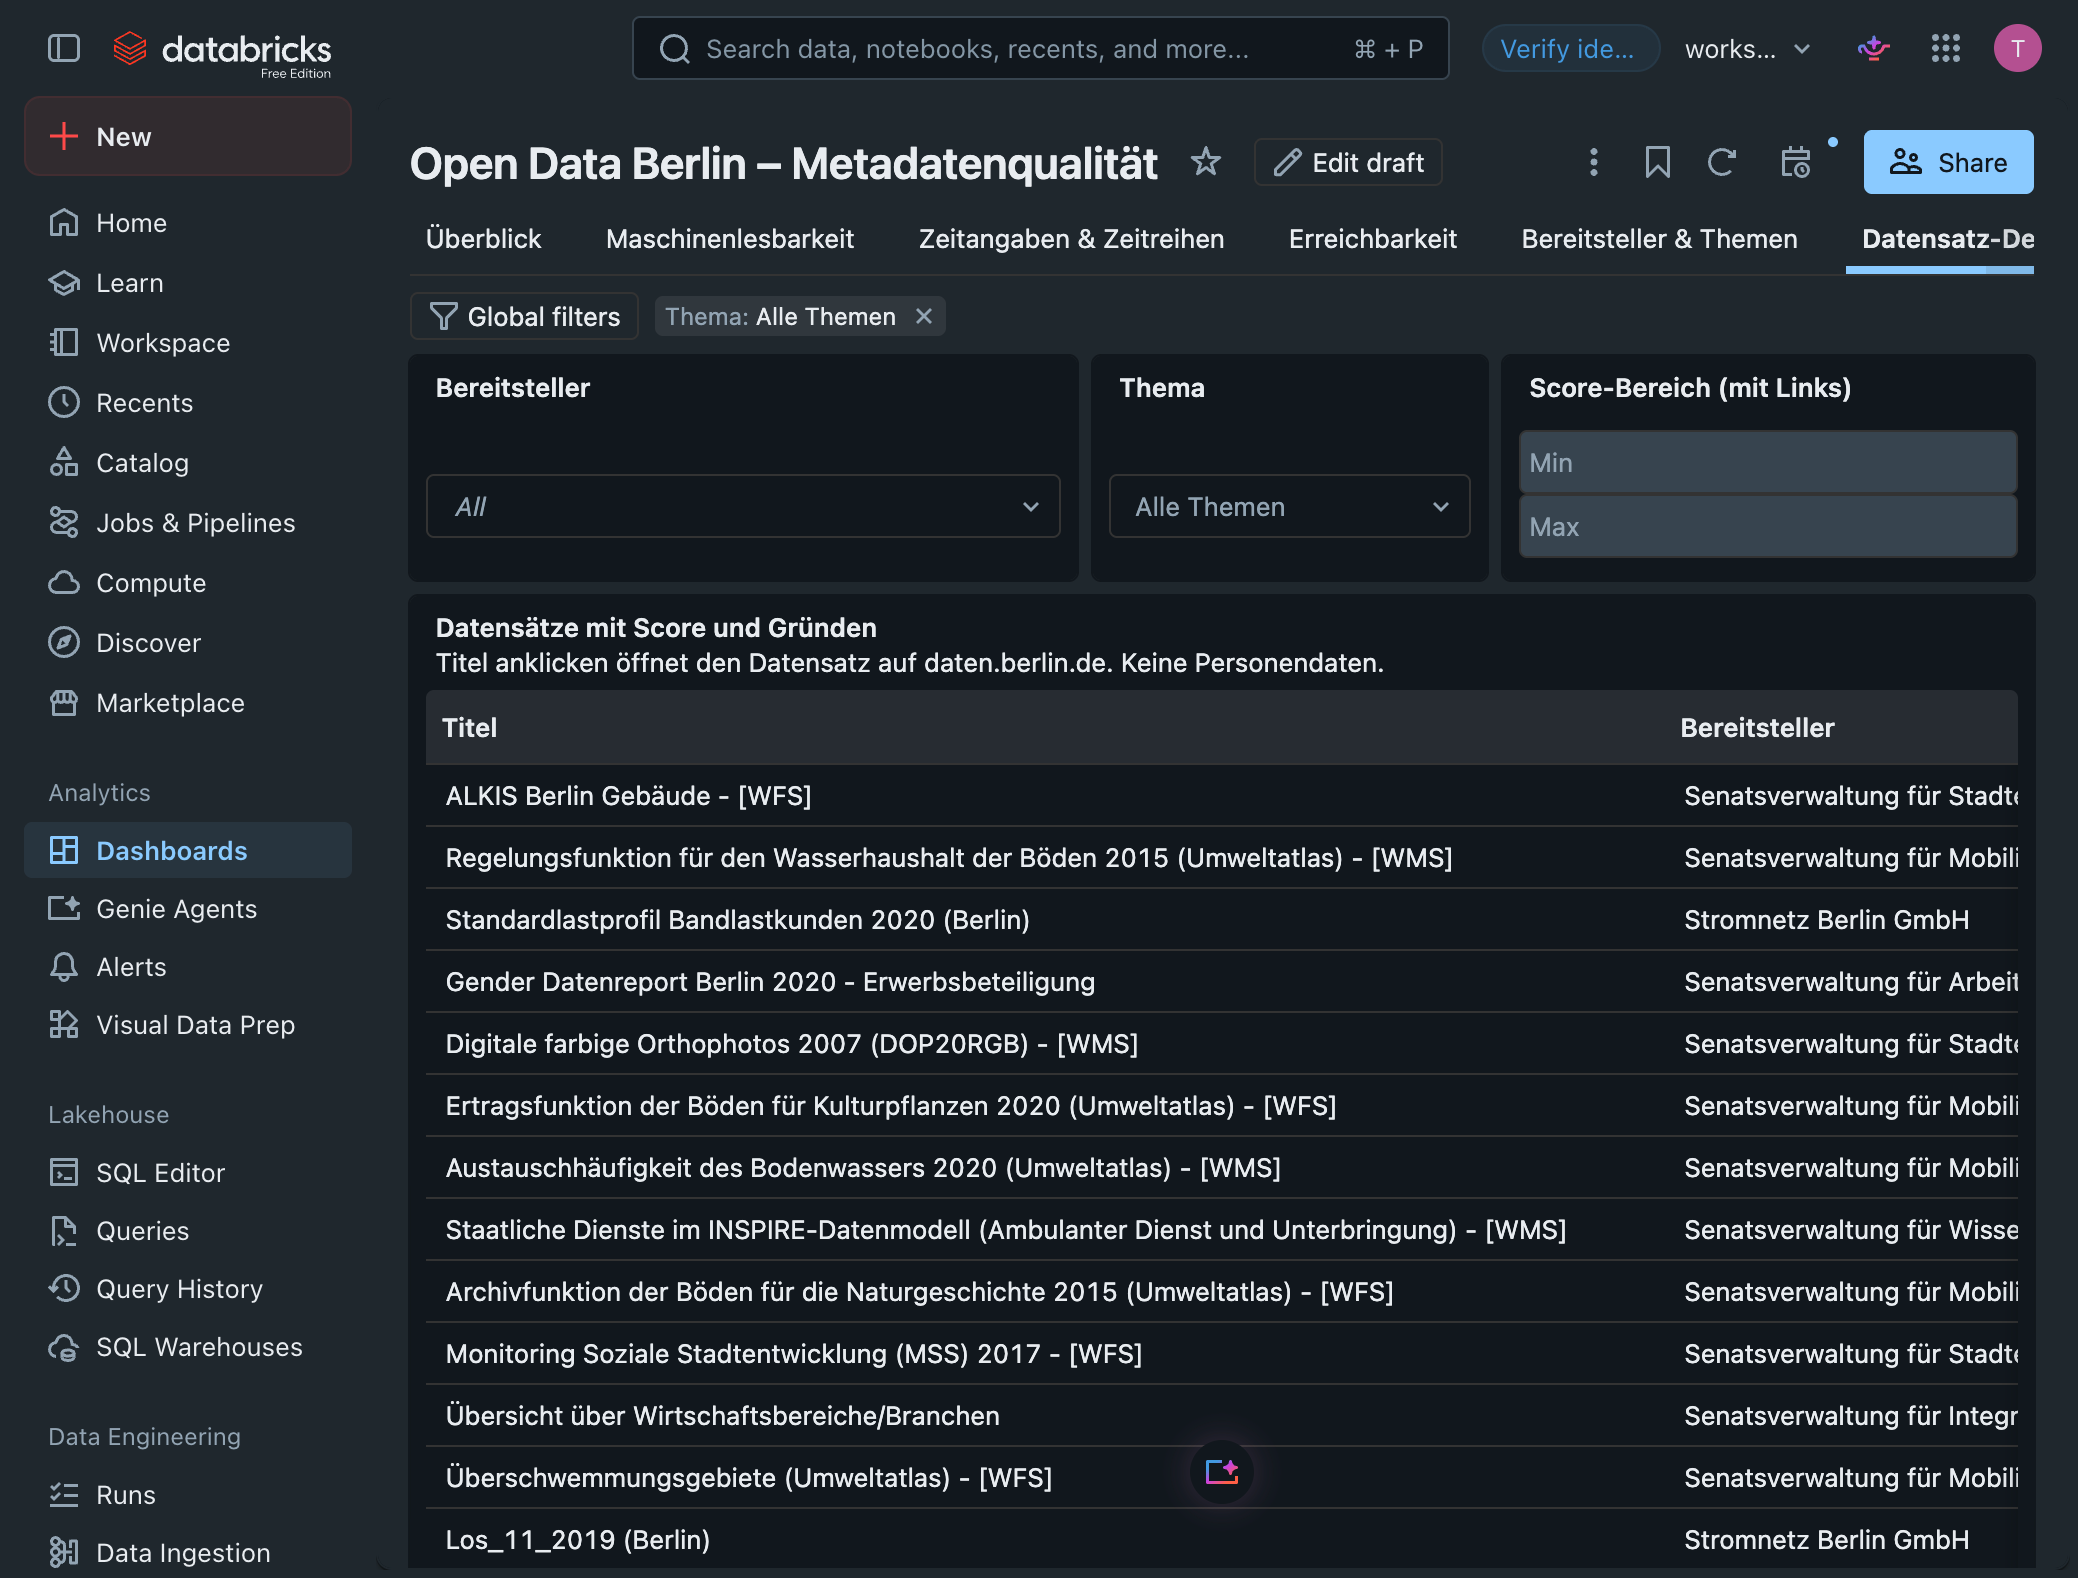 databricks
Free Edition
Search data, notebooks, recents, and more...
⌘ + P
Verify ide...
works...
T
New
Home
Learn
Workspace
Recents
Catalog
Jobs & Pipelines
Compute
Discover
Marketplace
Analytics
Dashboards
Genie Agents
Alerts
Visual Data Prep
Lakehouse
SQL Editor
Queries
Query History
SQL Warehouses
Data Engineering
Runs
Data Ingestion
Open Data Berlin – Metadatenqualität
Edit draft
Share
Überblick
Maschinenlesbarkeit
Zeitangaben & Zeitreihen
Erreichbarkeit
Bereitsteller & Themen
Datensatz-De
Global filters
Thema: Alle Themen
Bereitsteller
All
Thema
Alle Themen
Score-Bereich (mit Links)
Min
Max
Datensätze mit Score und Gründen
Titel anklicken öffnet den Datensatz auf daten.berlin.de. Keine Personendaten.
Titel Bereitsteller
ALKIS Berlin Gebäude - [WFS] Senatsverwaltung für Stadte
Regelungsfunktion für den Wasserhaushalt der Böden 2015 (Umweltatlas) - [WMS] Senatsverwaltung für Mobili
Standardlastprofil Bandlastkunden 2020 (Berlin) Stromnetz Berlin GmbH
Gender Datenreport Berlin 2020 - Erwerbsbeteiligung Senatsverwaltung für Arbeit
Digitale farbige Orthophotos 2007 (DOP20RGB) - [WMS] Senatsverwaltung für Stadte
Ertragsfunktion der Böden für Kulturpflanzen 2020 (Umweltatlas) - [WFS] Senatsverwaltung für Mobili
Austauschhäufigkeit des Bodenwassers 2020 (Umweltatlas) - [WMS] Senatsverwaltung für Mobili
Staatliche Dienste im INSPIRE-Datenmodell (Ambulanter Dienst und Unterbringung) - [WMS] Senatsverwaltung für Wisse
Archivfunktion der Böden für die Naturgeschichte 2015 (Umweltatlas) - [WFS] Senatsverwaltung für Mobili
Monitoring Soziale Stadtentwicklung (MSS) 2017 - [WFS] Senatsverwaltung für Stadte
Übersicht über Wirtschaftsbereiche/Branchen Senatsverwaltung für Integr
Überschwemmungsgebiete (Umweltatlas) - [WFS] Senatsverwaltung für Mobili
Los_11_2019 (Berlin) Stromnetz Berlin GmbH